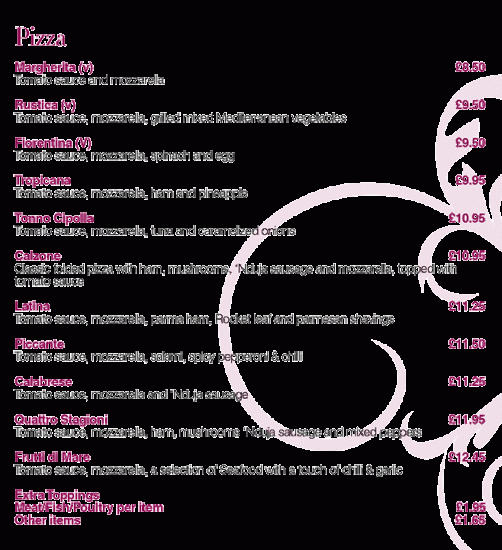 Pizza
Margherita (v) £8.50
Tomato sauce and mozzarella
Rustica (v) £9.50
Tomato sauce, mozzarella, grilled mixed Mediterranean vegetables
Fiorentina (V) £9.50
Tomato sauce, mozzarella, spinach and egg
Tropicana £9.95
Tomato sauce, mozzarella, ham and pineapple
Tonno Cipolla £10.95
Tomato sauce, mozzarella, tuna and caramelized onions
Calzone £10.95
Classic folded pizza with ham, mushrooms, 'Nduja sausage and mozzarella, topped with
tomato sauce
Latina £11.25
Tomato sauce, mozzarella, parma ham, Rocket leaf and parmesan shavings
Piccante £11.50
Tomato sauce, mozzarella, salami, spicy pepperoni & chilli
Calabrese £11.25
Tomato sauce, mozzarella and 'Nduja sausage
Quattro Stagioni £11.95
Tomato sauce, mozzarella, ham, mushrooms 'Nduja sausage and mixed peppers
Frutti di Mare £12.45
Tomato sauce, mozzarella, a selection of Seafood with a touch of chilli & garlic
Extra Toppings
Meat/Fish/Poultry per item £1.95
Other items £1.65